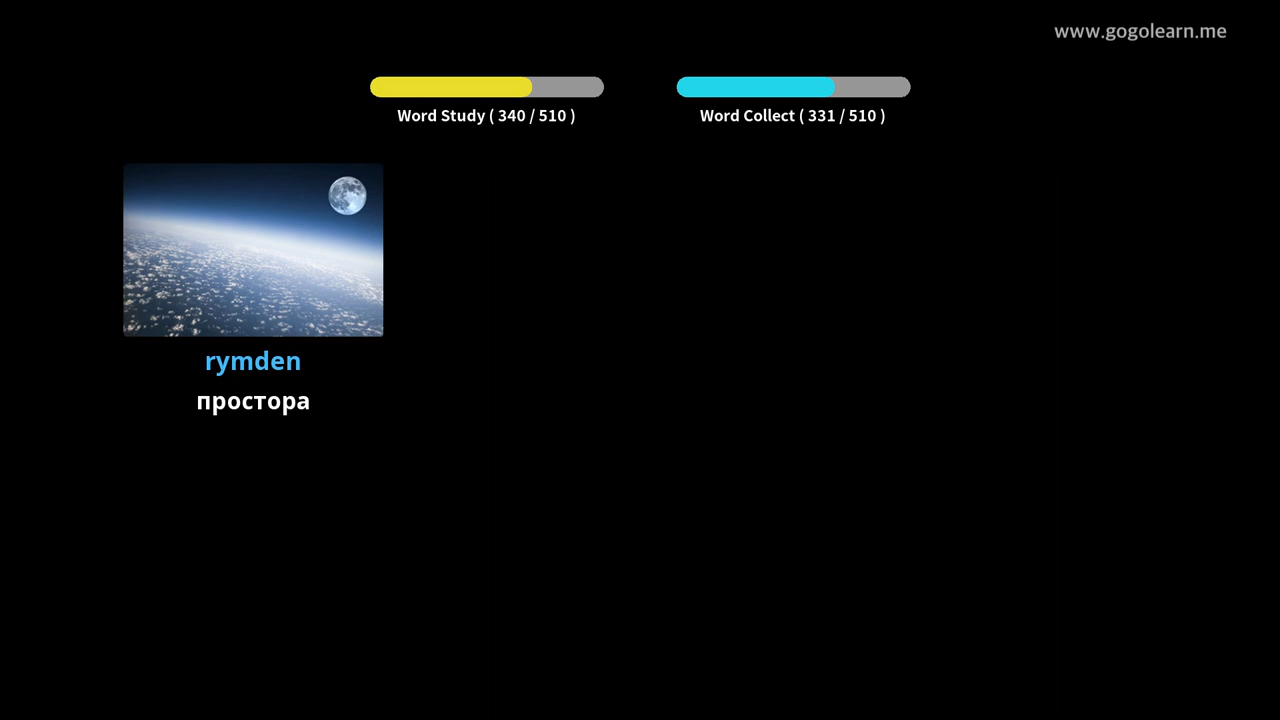 www.gogolearn.me
Word Study ( 340 / 510 )
Word Collect ( 331 / 510 )
rymden
простора